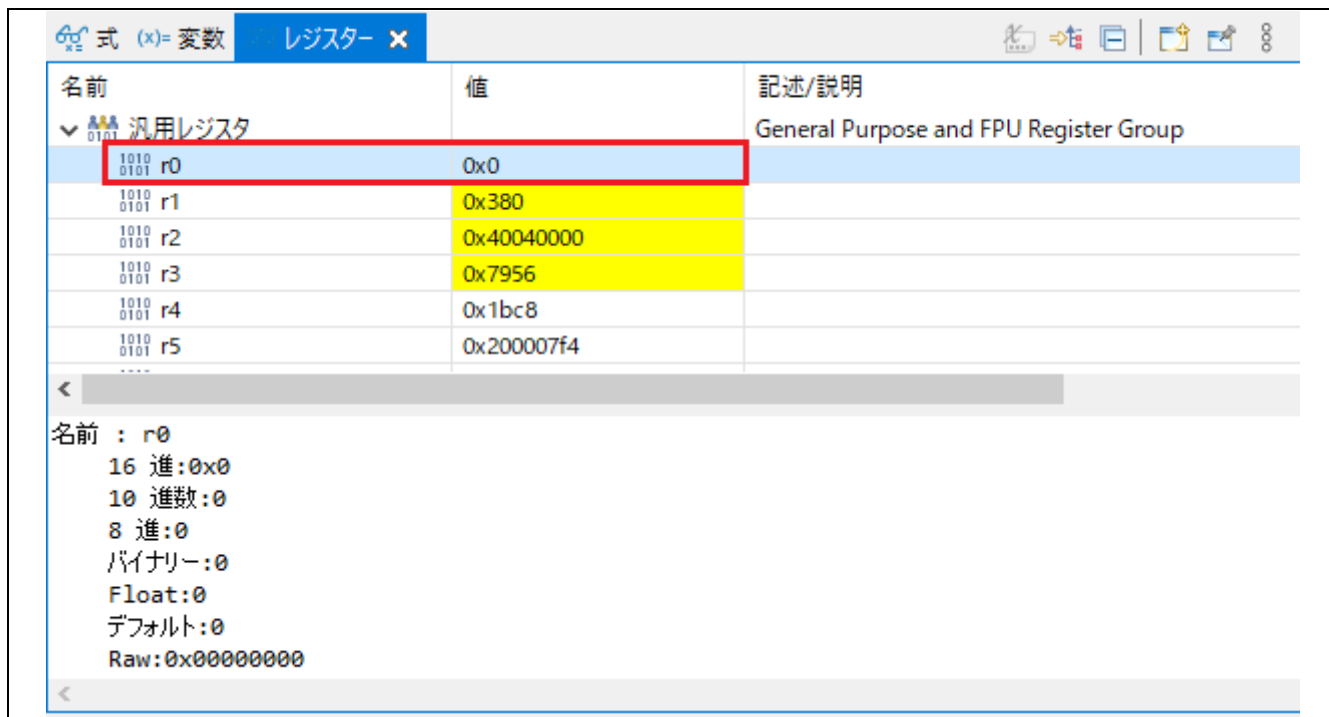 式 (x)= 変数 レジスター
名前 値 記述/説明
汎用レジスタ General Purpose and FPU Register Group
r0 0x0
r1 0x380
r2 0x40040000
r3 0x7956
r4 0x1bc8
r5 0x200007f4
名前 : r0
16 進:0x0
10 進数:0
8 進:0
バイナリー:0
Float:0
デフォルト:0
Raw:0x00000000